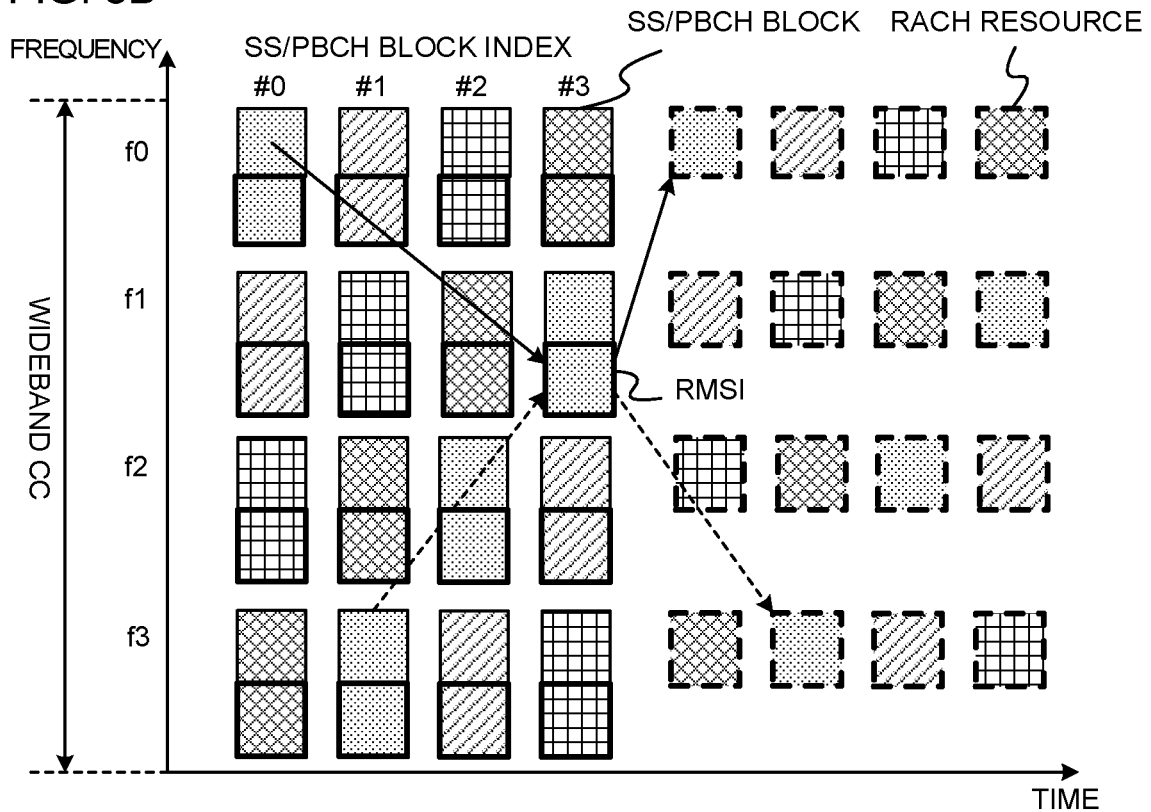 SS/PBCH BLOCK
RACH RESOURCE
FREQUENCY
SS/PBCH BLOCK INDEX
#0
#1
#2
#3
f0
f1
WIDEBAND CC
RMSI
f2
f3
TIME